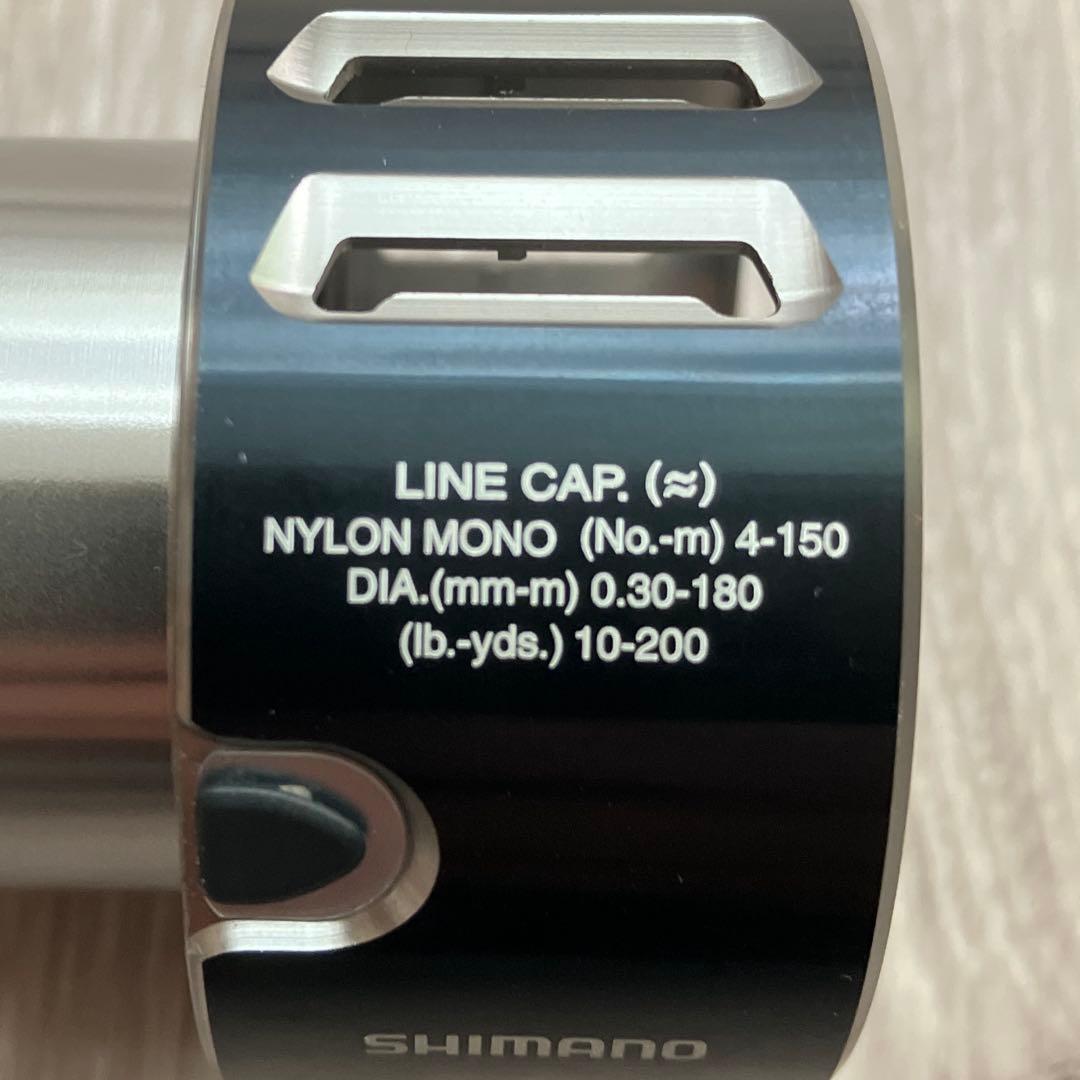 LINE CAP. (≈)
NYLON MONO (No.-m) 4-150
DIA.(mm-m) 0.30-180
(lb.-yds.) 10-200
SHIMANO